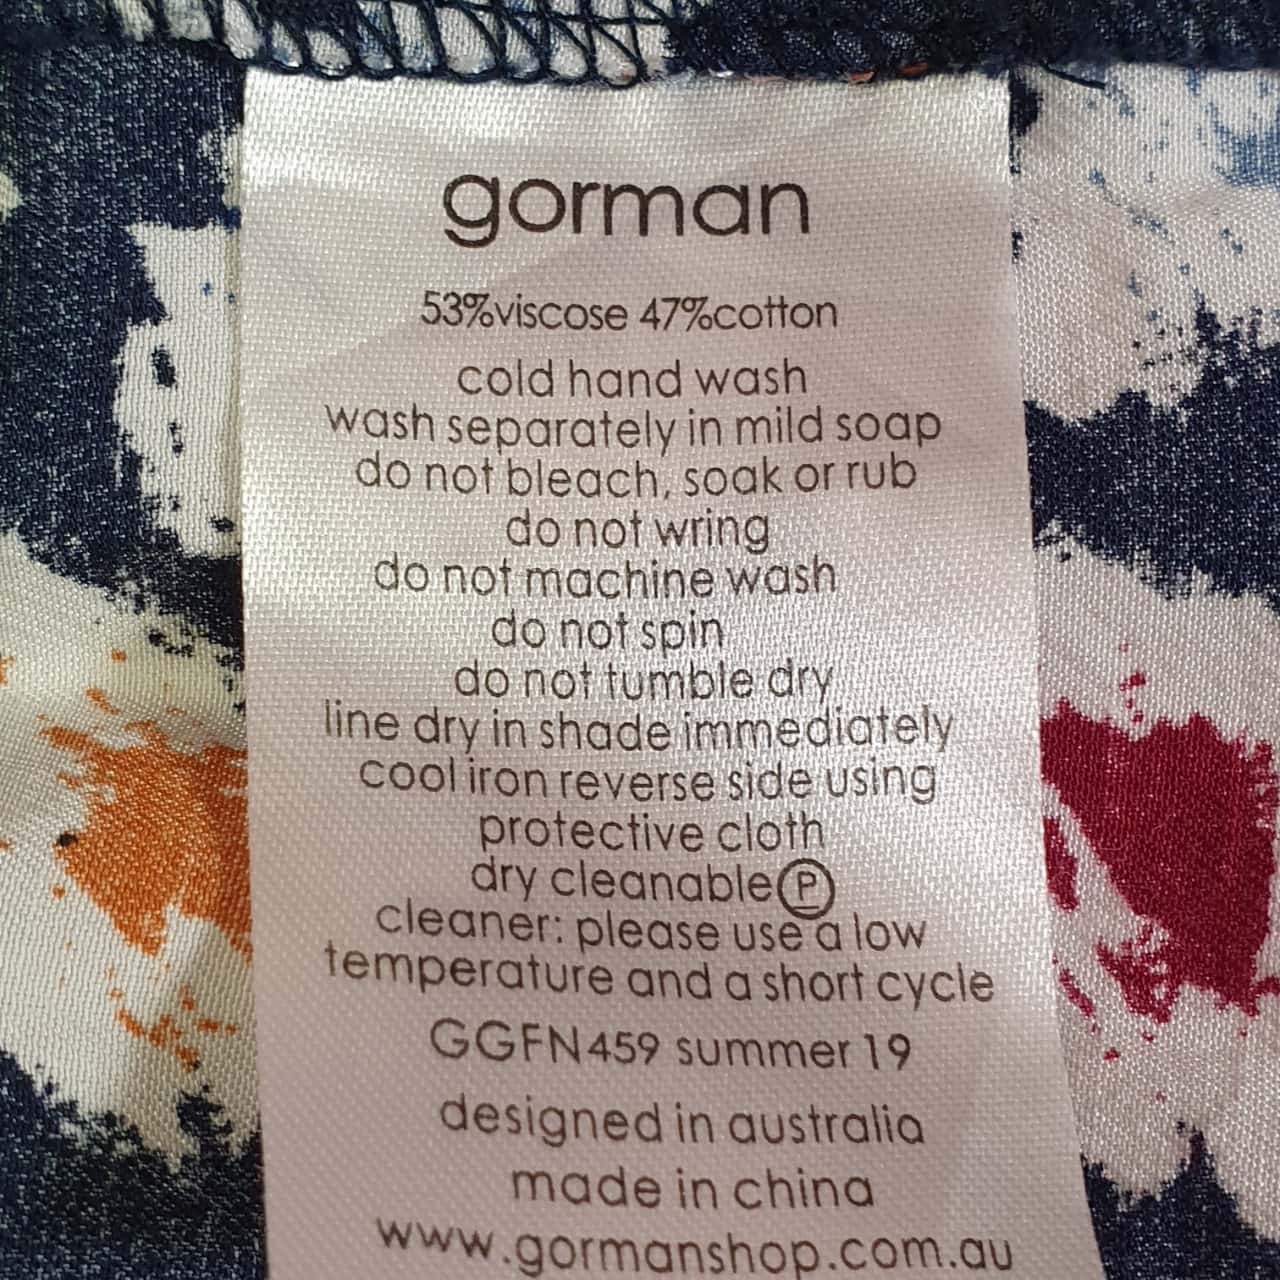 gorman
53%viscose 47%cotton
cold hand wash
wash separately in mild soap
do not bleach, soak or rub
do not wring
do not machine wash
do not spin
do not tumble dry
line dry in shade immediately
cool iron reverse side using
protective cloth
dry cleanable Ⓟ
cleaner: please use a low
temperature and a short cycle
GGFN459 summer 19
designed in australia
made in china
www.gormanshop.com.au